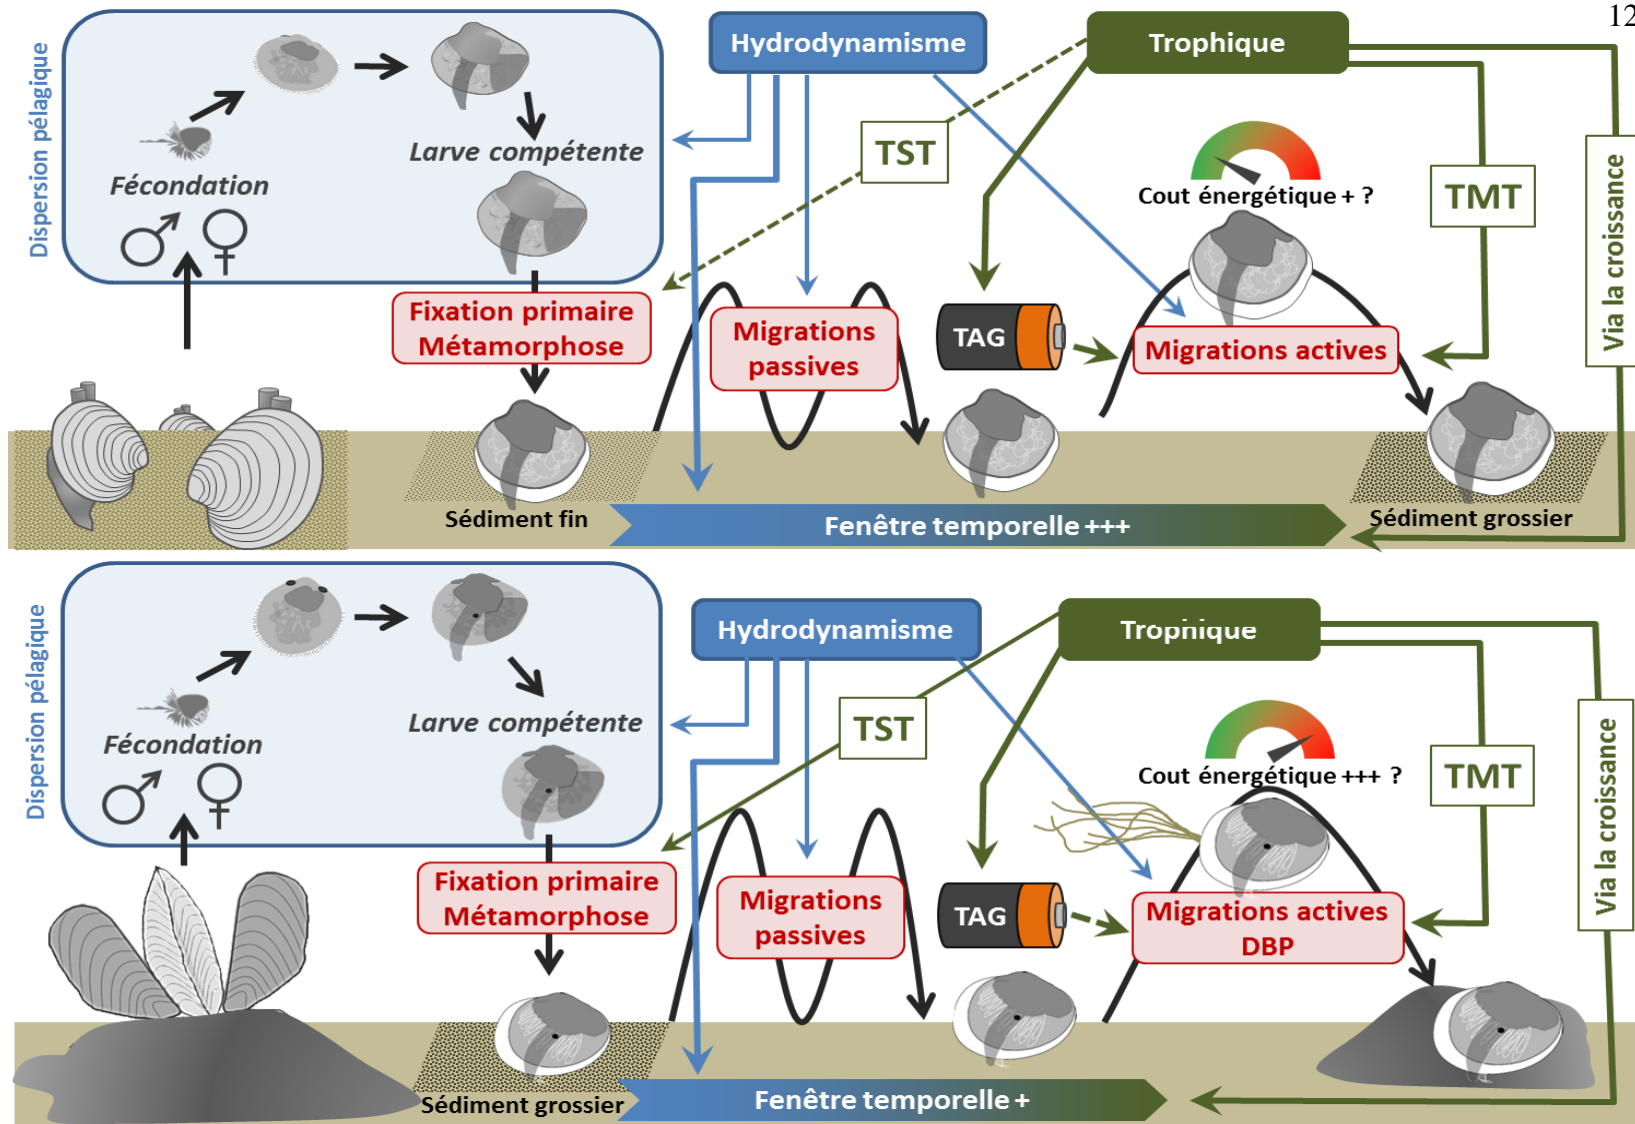 12
Dispersion pélagique
Hydrodynamisme
Trophique
TST
Larve compétente
Fécondation
Cout énergétique + ?
TMT
Via la croissance
Fixation primaire
Métamorphose
Migrations
passives
TAG
Migrations actives
Sédiment fin
Fenêtre temporelle +++
Sédiment grossier
Dispersion pélagique
Hydrodynamisme
Trophique
TST
Larve compétente
Fécondation
Cout énergétique +++ ?
TMT
Via la croissance
Fixation primaire
Métamorphose
Migrations
passives
TAG
Migrations actives
DBP
Sédiment grossier
Fenêtre temporelle +